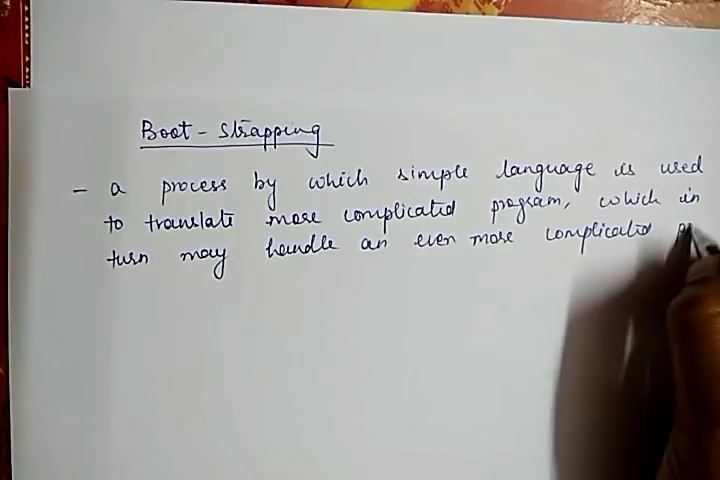 Boot - strapping
- a process by which simple language is used
to translate more complicated program, which in
turn may handle an even more complicated